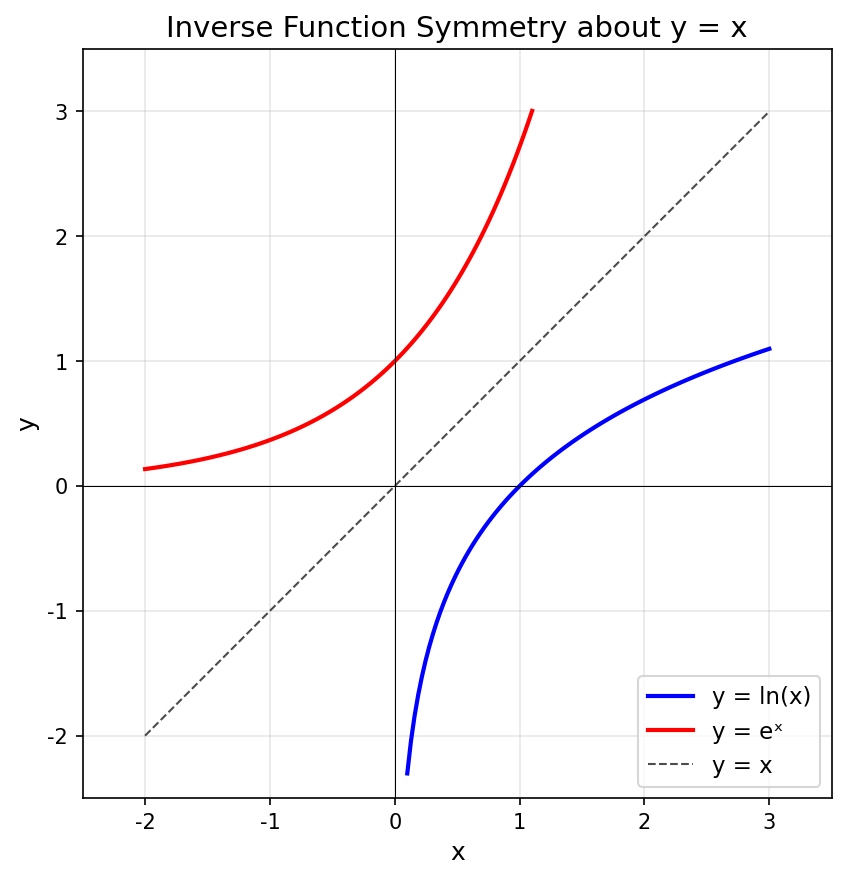 Inverse Function Symmetry about y = x
3
2
1
0
-1
-2
y
-2 -1 0 1 2 3
x
y = ln(x)
y = eˣ
y = x